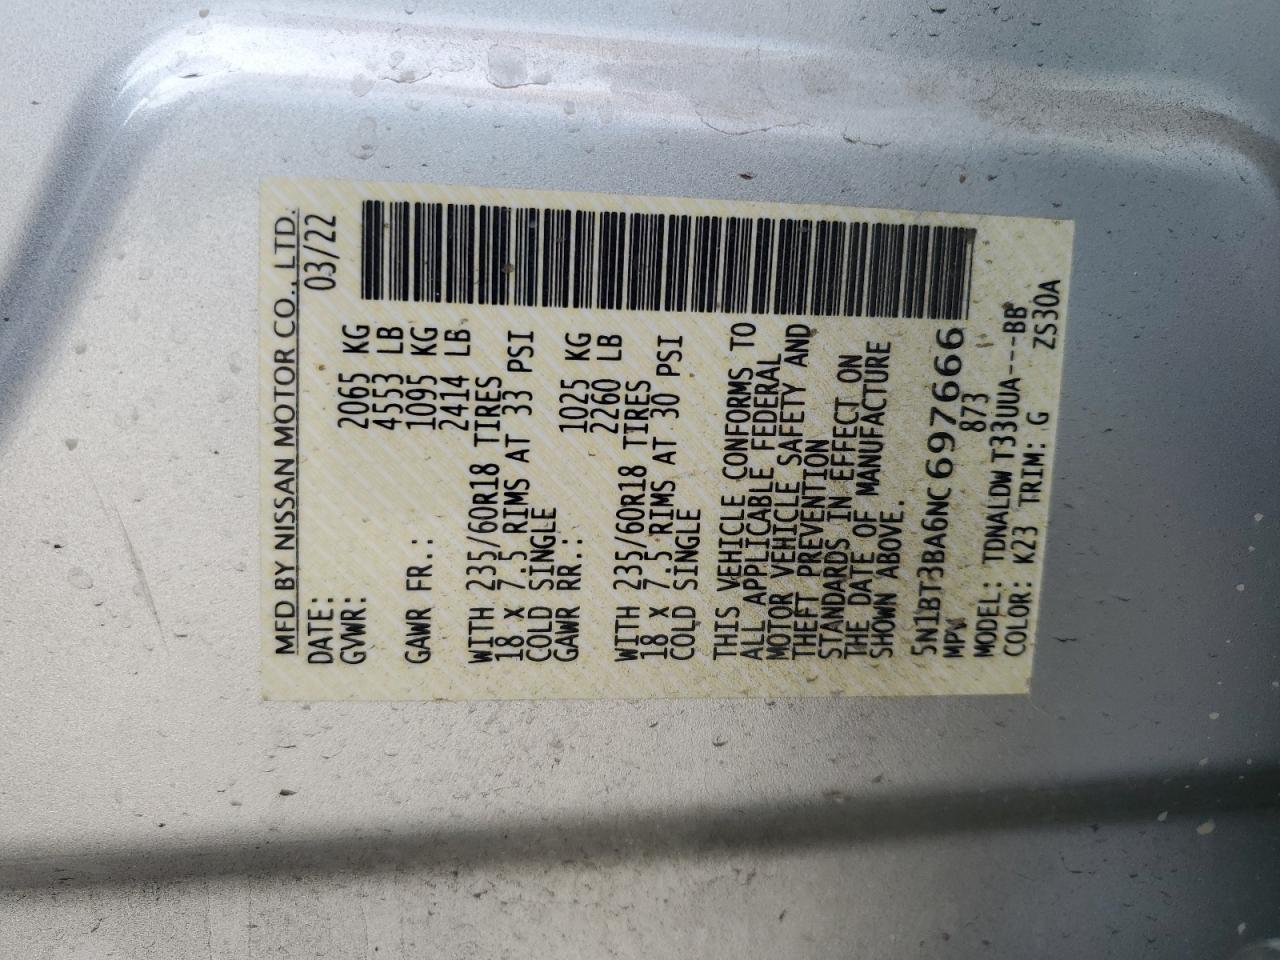 MFD BY NISSAN MOTOR CO., LTD.
DATE: 03/22
GVWR: 2065 KG
4553 LB
GAWR FR.: 1095 KG
2414 LB
WITH 235/60R18 TIRES
18 X 7.5 RIMS AT 33 PSI
COLD SINGLE
GAWR RR.: 1025 KG
2260 LB
WITH 235/60R18 TIRES
18 X 7.5 RIMS AT 30 PSI
COLD SINGLE
THIS VEHICLE CONFORMS TO
ALL APPLICABLE FEDERAL
MOTOR VEHICLE SAFETY AND
THEFT PREVENTION
STANDARDS IN EFFECT ON
THE DATE OF MANUFACTURE
SHOWN ABOVE.
5N1BT3BA6NC697666
MPV 873
MODEL: TDNALDW T33UUA---BB
COLOR: K23 TRIM: G ZS30A